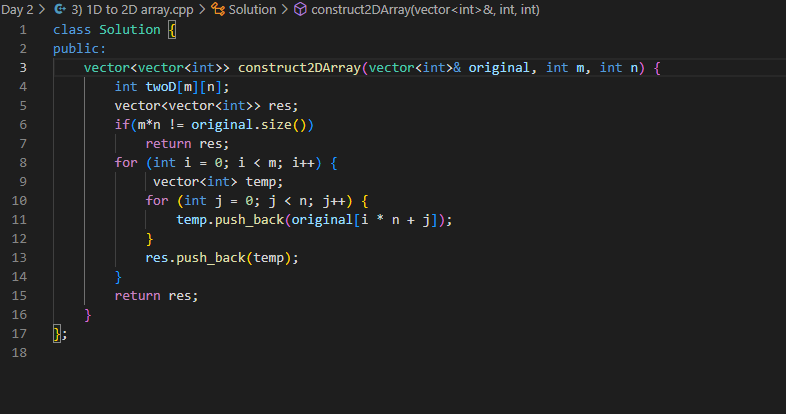 Day 2 > 3) 1D to 2D array.cpp > Solution > construct2DArray(vector<int>&, int, int)
1 class Solution {
2 public:
3     vector<vector<int>> construct2DArray(vector<int>& original, int m, int n) {
4         int twoD[m][n];
5         vector<vector<int>> res;
6         if(m*n != original.size())
7             return res;
8         for (int i = 0; i < m; i++) {
9              vector<int> temp;
10             for (int j = 0; j < n; j++) {
11                 temp.push_back(original[i * n + j]);
12             }
13             res.push_back(temp);
14         }
15         return res;
16     }
17 };
18